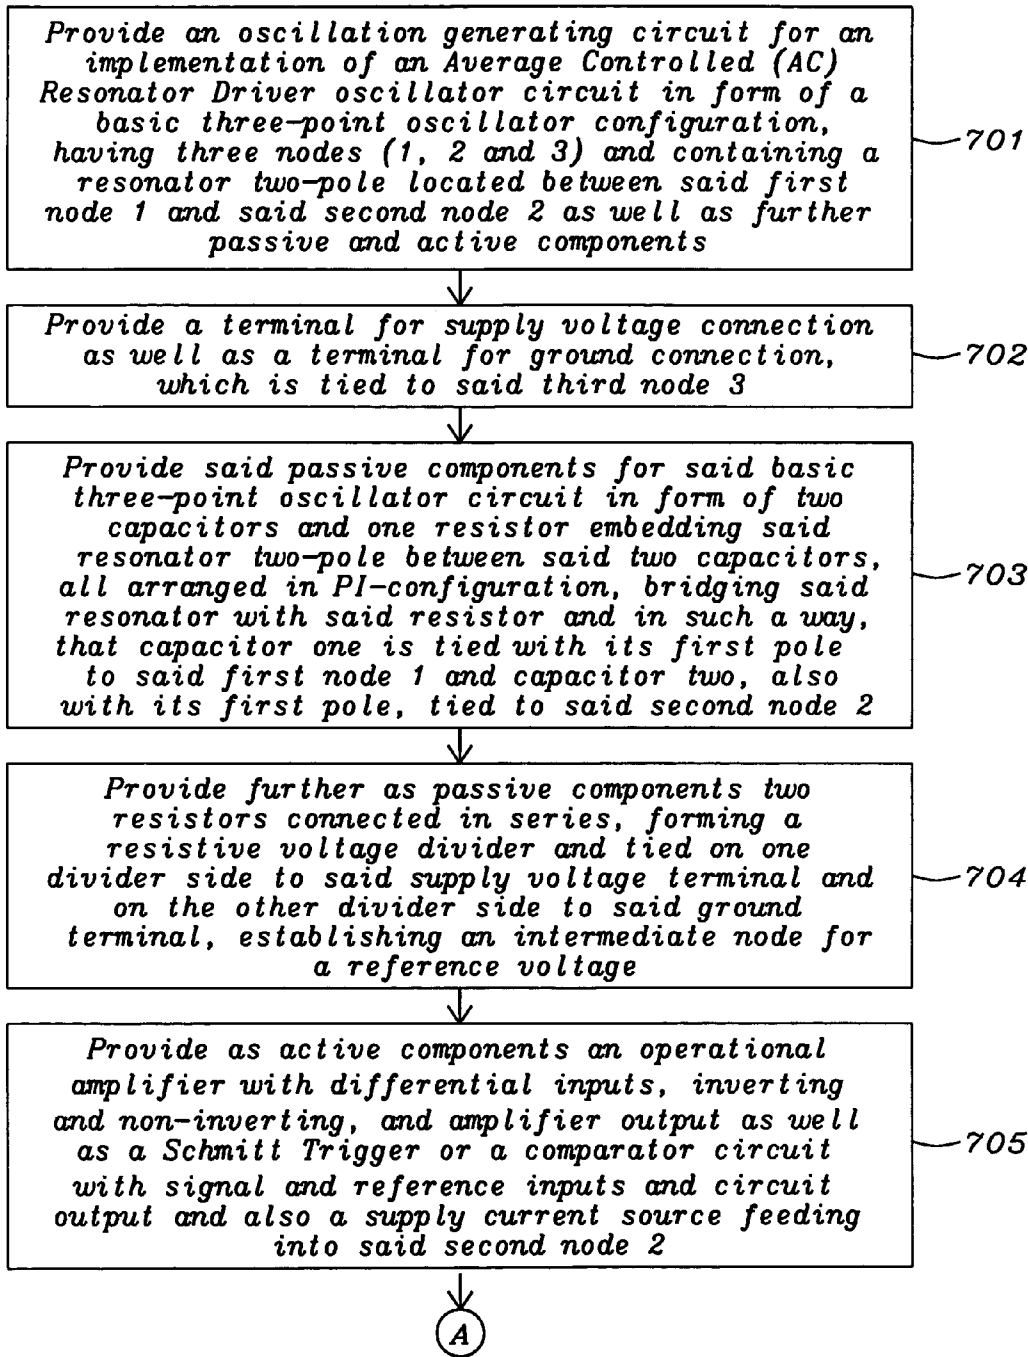 Provide an oscillation generating circuit for an
implementation of an Average Controlled (AC)
Resonator Driver oscillator circuit in form of a
basic three-point oscillator configuration,
having three nodes (1, 2 and 3) and containing a
resonator two-pole located between said first
node 1 and said second node 2 as well as further
passive and active components
701
Provide a terminal for supply voltage connection
as well as a terminal for ground connection,
which is tied to said third node 3
702
Provide said passive components for said basic
three-point oscillator circuit in form of two
capacitors and one resistor embedding said
resonator two-pole between said two capacitors,
all arranged in PI-configuration, bridging said
resonator with said resistor and in such a way,
that capacitor one is tied with its first pole
to said first node 1 and capacitor two, also
with its first pole, tied to said second node 2
703
Provide further as passive components two
resistors connected in series, forming a
resistive voltage divider and tied on one
divider side to said supply voltage terminal and
on the other divider side to said ground
terminal, establishing an intermediate node for
a reference voltage
704
Provide as active components an operational
amplifier with differential inputs, inverting
and non-inverting, and amplifier output as well
as a Schmitt Trigger or a comparator circuit
with signal and reference inputs and circuit
output and also a supply current source feeding
into said second node 2
705
A